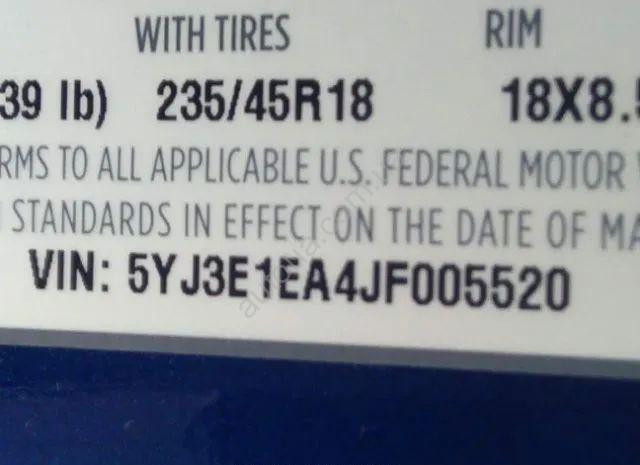 WITH TIRES RIM
39 lb) 235/45R18 18X8.5
RMS TO ALL APPLICABLE U.S. FEDERAL MOTOR
STANDARDS IN EFFECT ON THE DATE OF MA
VIN: 5YJ3E1EA4JF005520